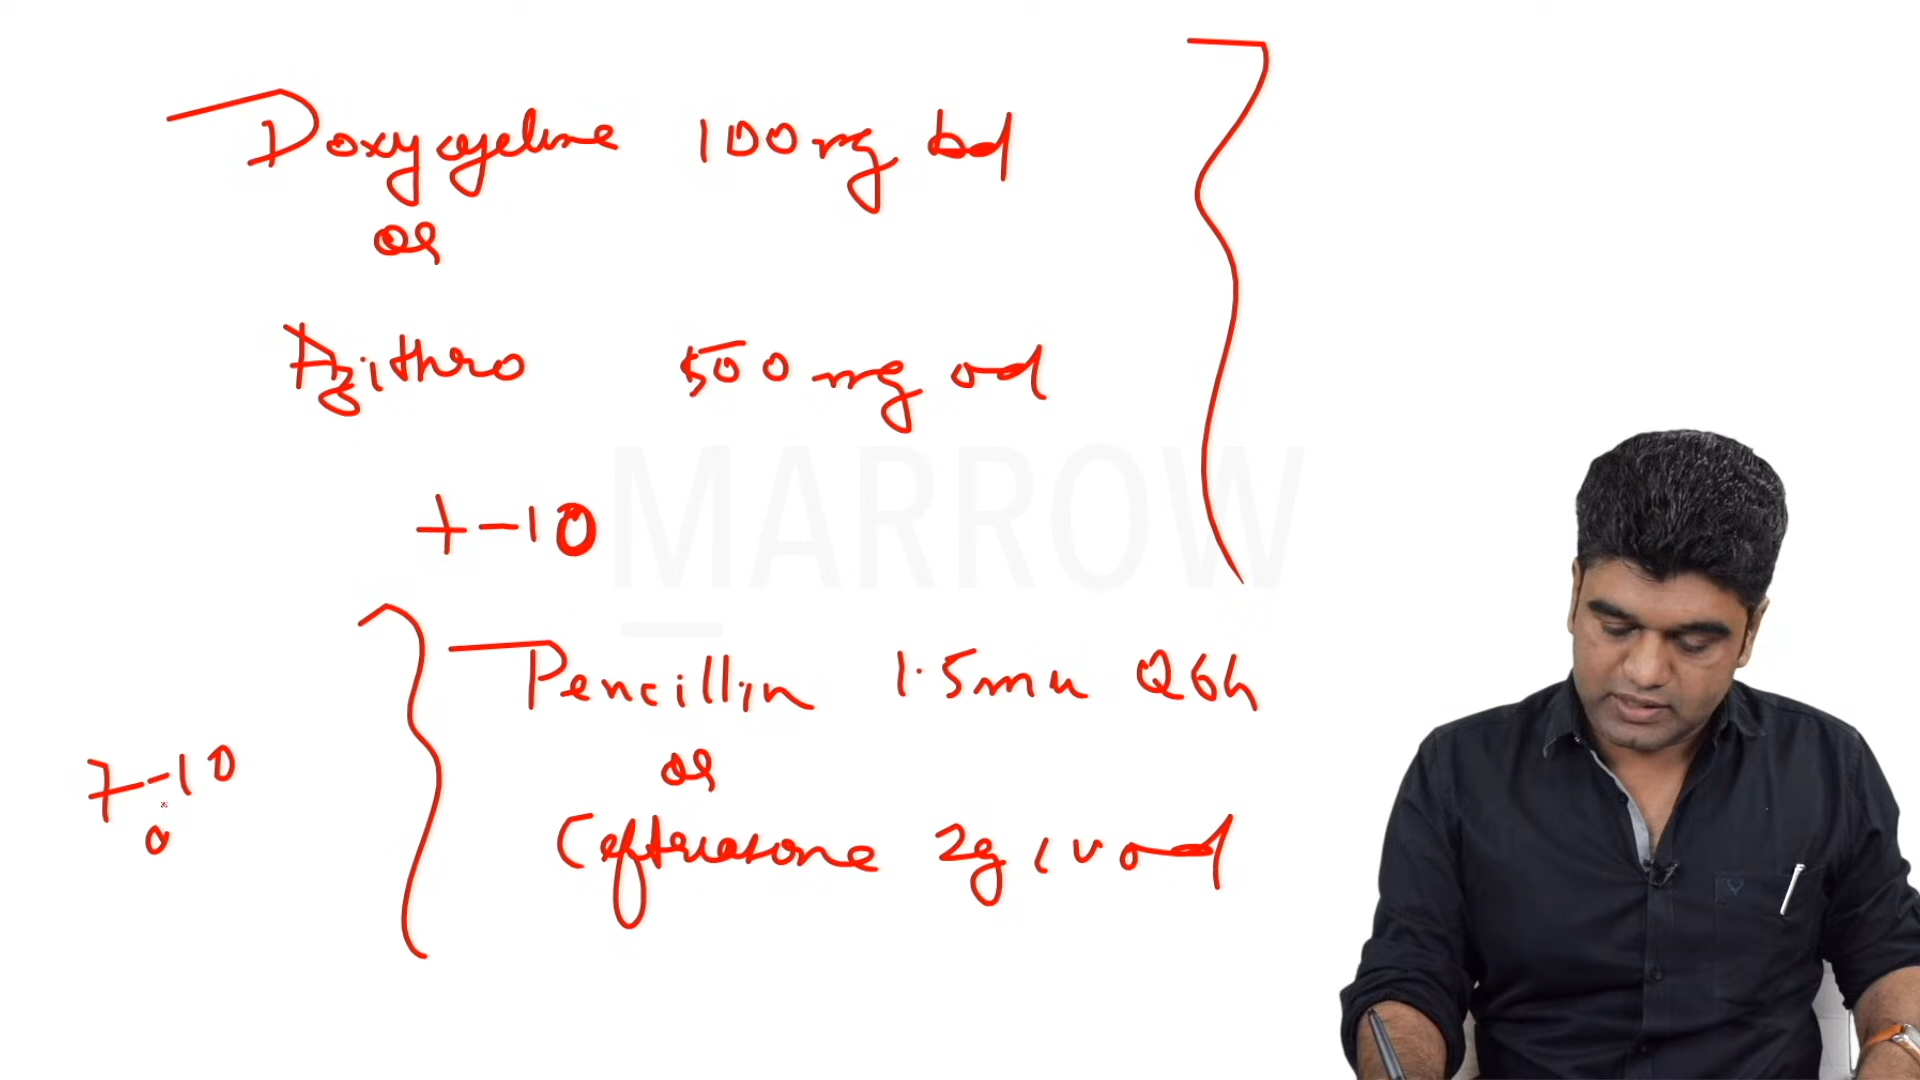 Doxycycline 100mg bd
or
Azithro 500mg od
7-10
MARROW
Pencillin 1.5mu Q6h
7-10
or
Ceftriaxone 2g iv od